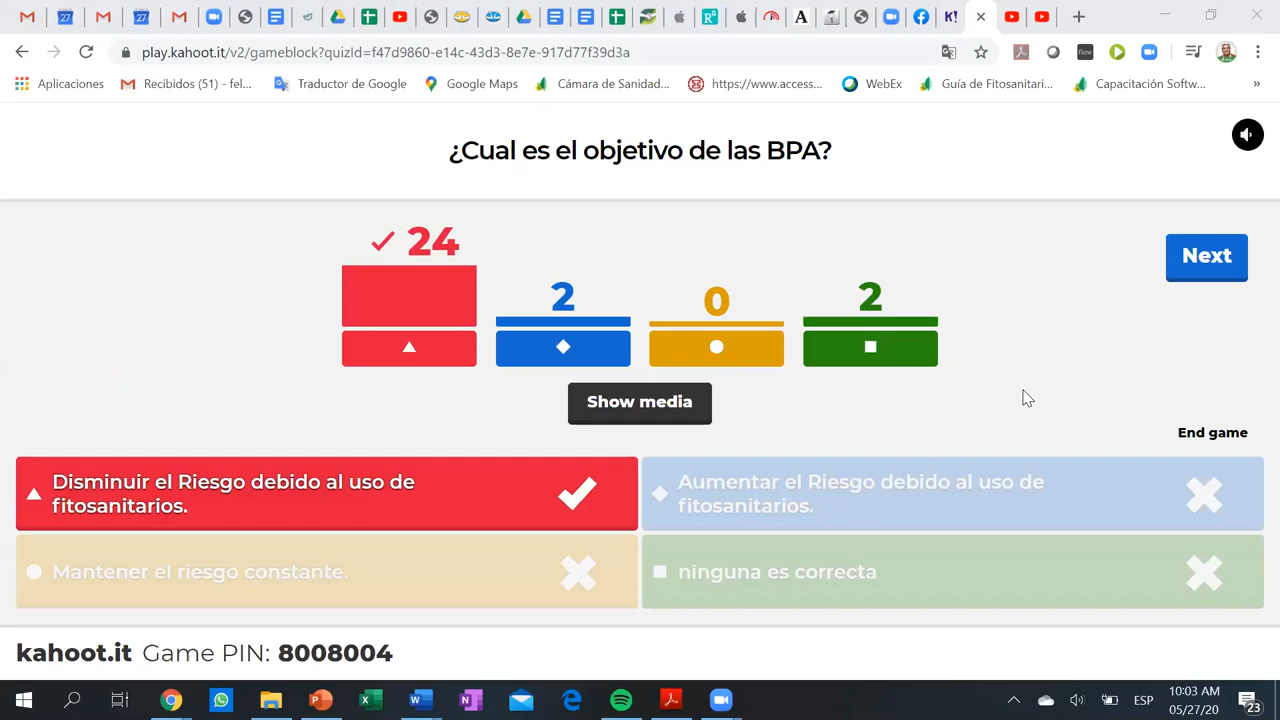 27
27
A
K!
play.kahoot.it/v2/gameblock?quizId=f47d9860-e14c-43d3-8e7e-917d77f39d3a
flow
Aplicaciones
Recibidos (51) - fel...
Traductor de Google
Google Maps
Cámara de Sanidad...
https://www.access...
WebEx
Guía de Fitosanitari...
Capacitación Softw...
»
¿Cual es el objetivo de las BPA?
24
2
0
2
Next
Show media
End game
Disminuir el Riesgo debido al uso de
fitosanitarios.
Aumentar el Riesgo debido al uso de
fitosanitarios.
Mantener el riesgo constante.
ninguna es correcta
kahoot.it Game PIN: 8008004
ESP
10:03 AM
05/27/20
23